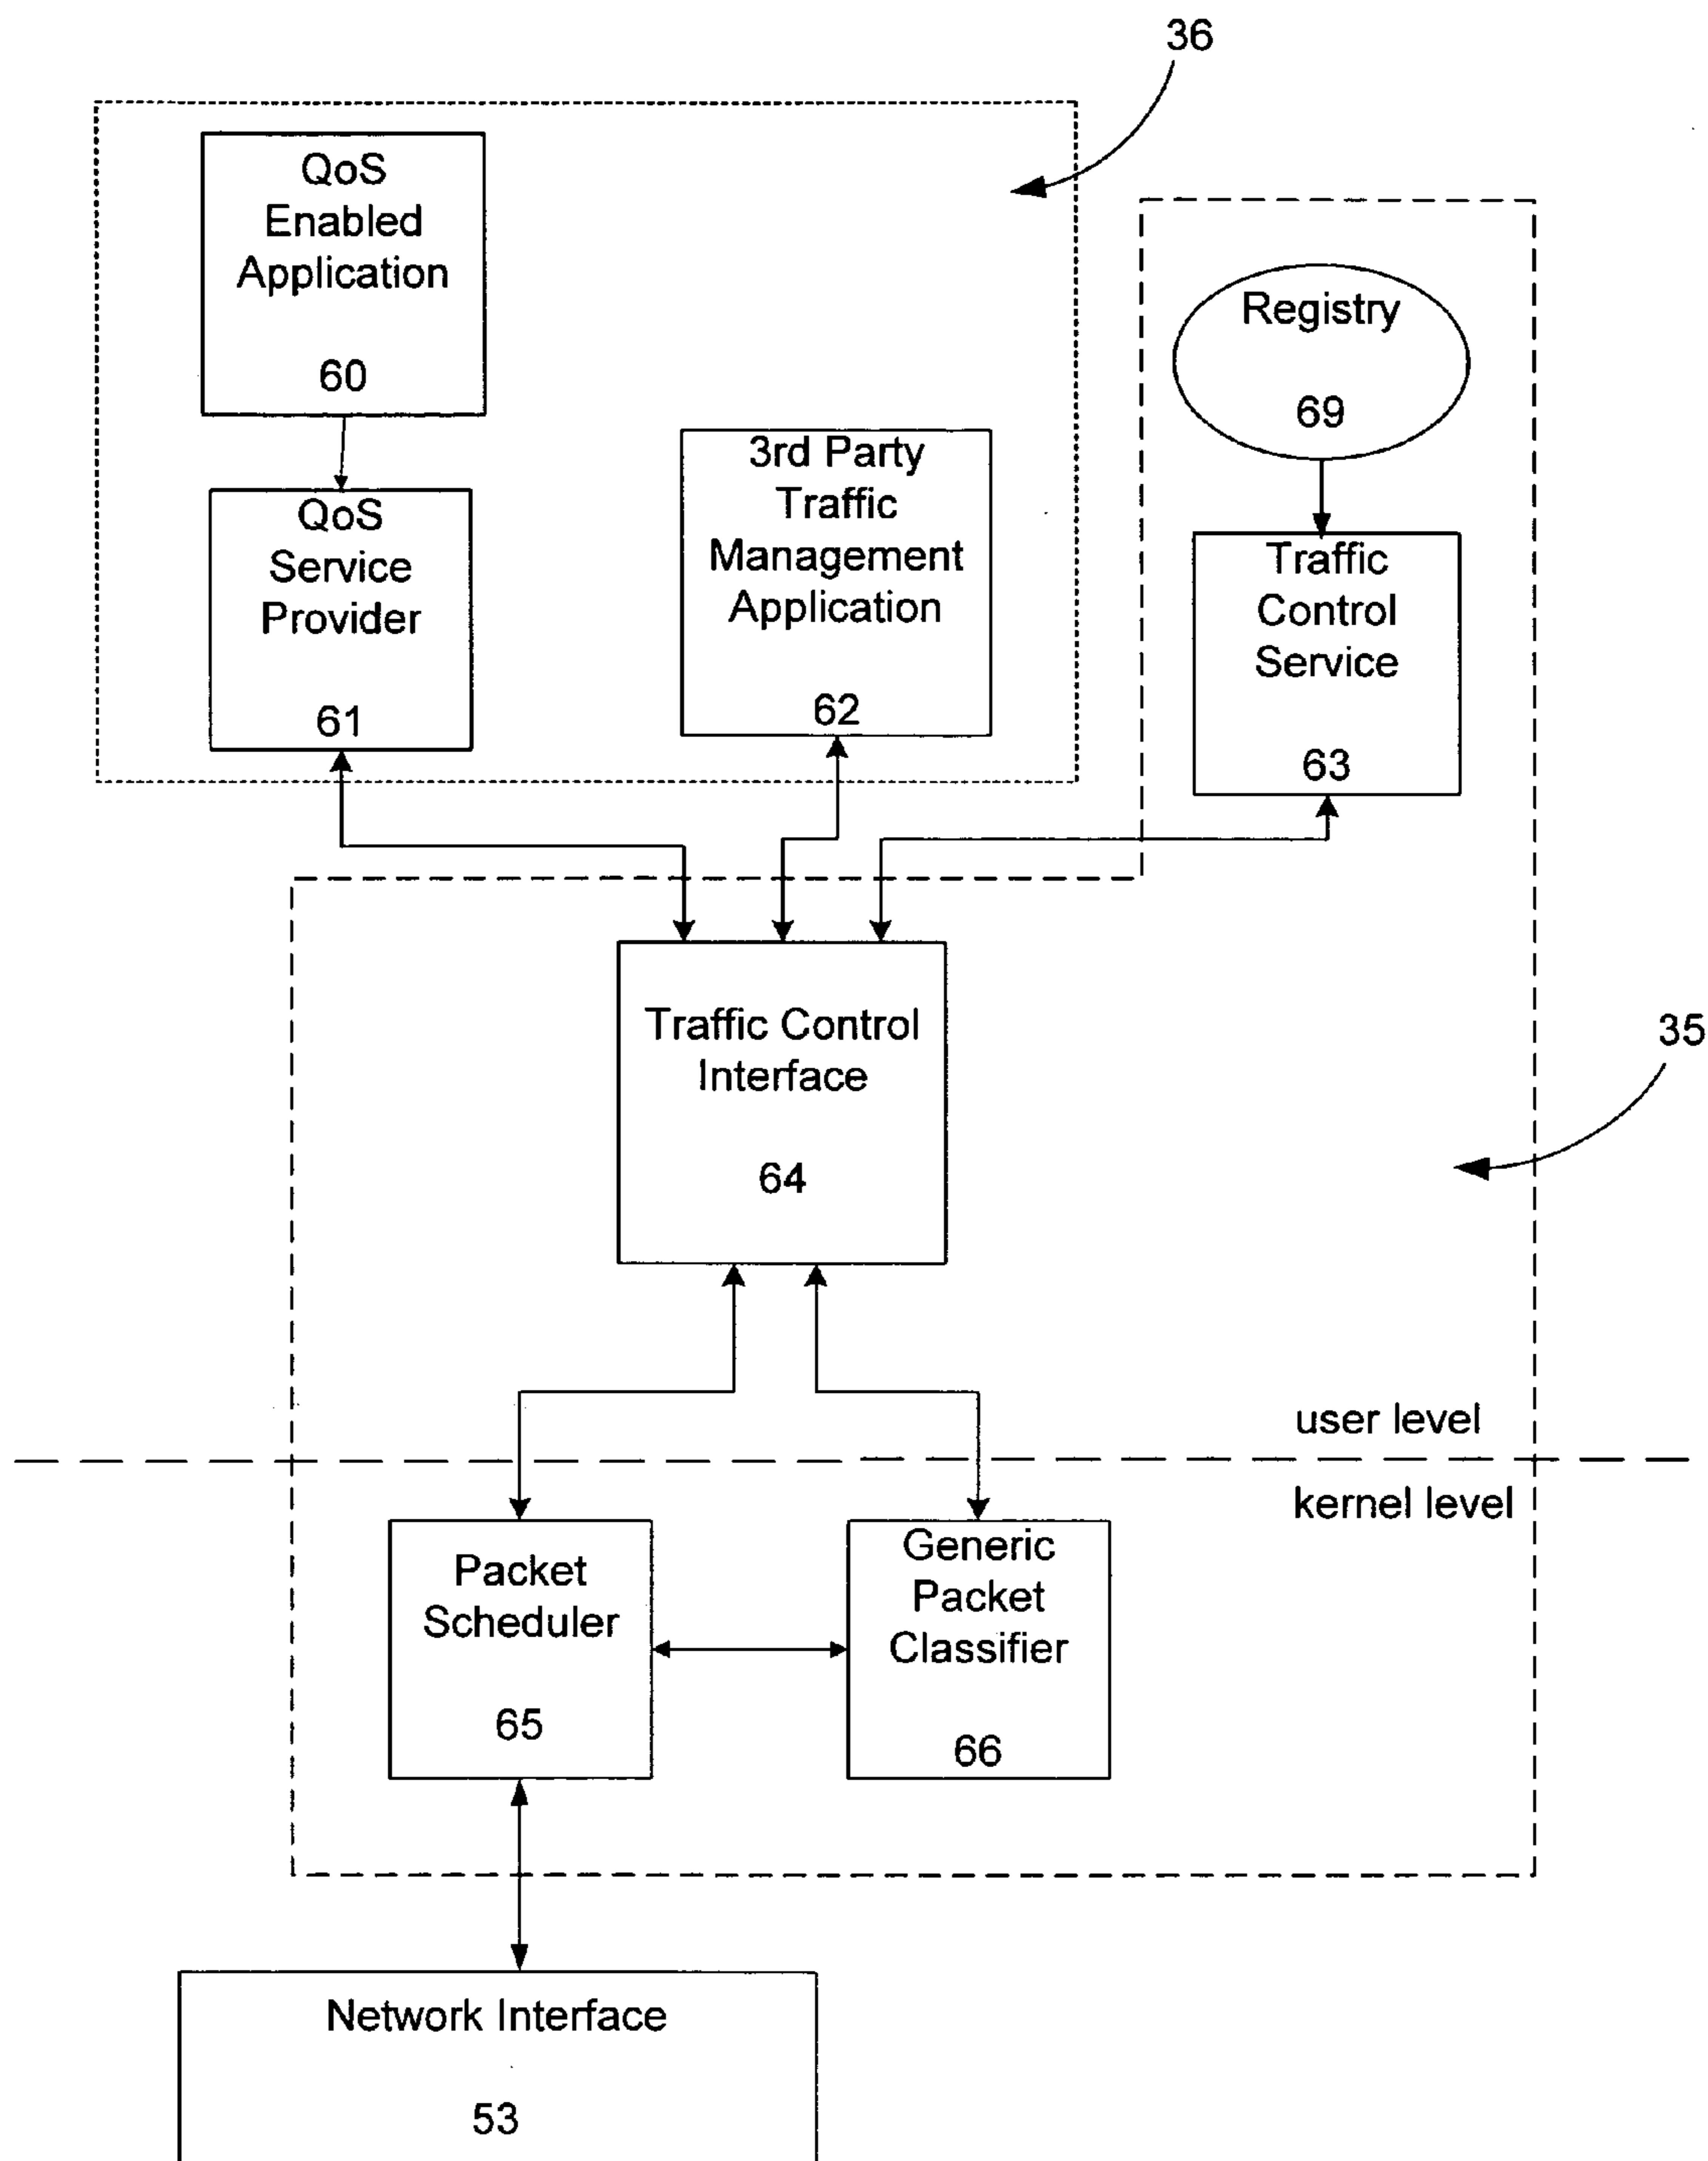 36
QoS
Enabled
Application
60
Registry
69
QoS
Service
Provider
61
3rd Party
Traffic
Management
Application
62
Traffic
Control
Service
63
Traffic Control
Interface
64
35
user level
kernel level
Packet
Scheduler
65
Generic
Packet
Classifier
66
Network Interface
53